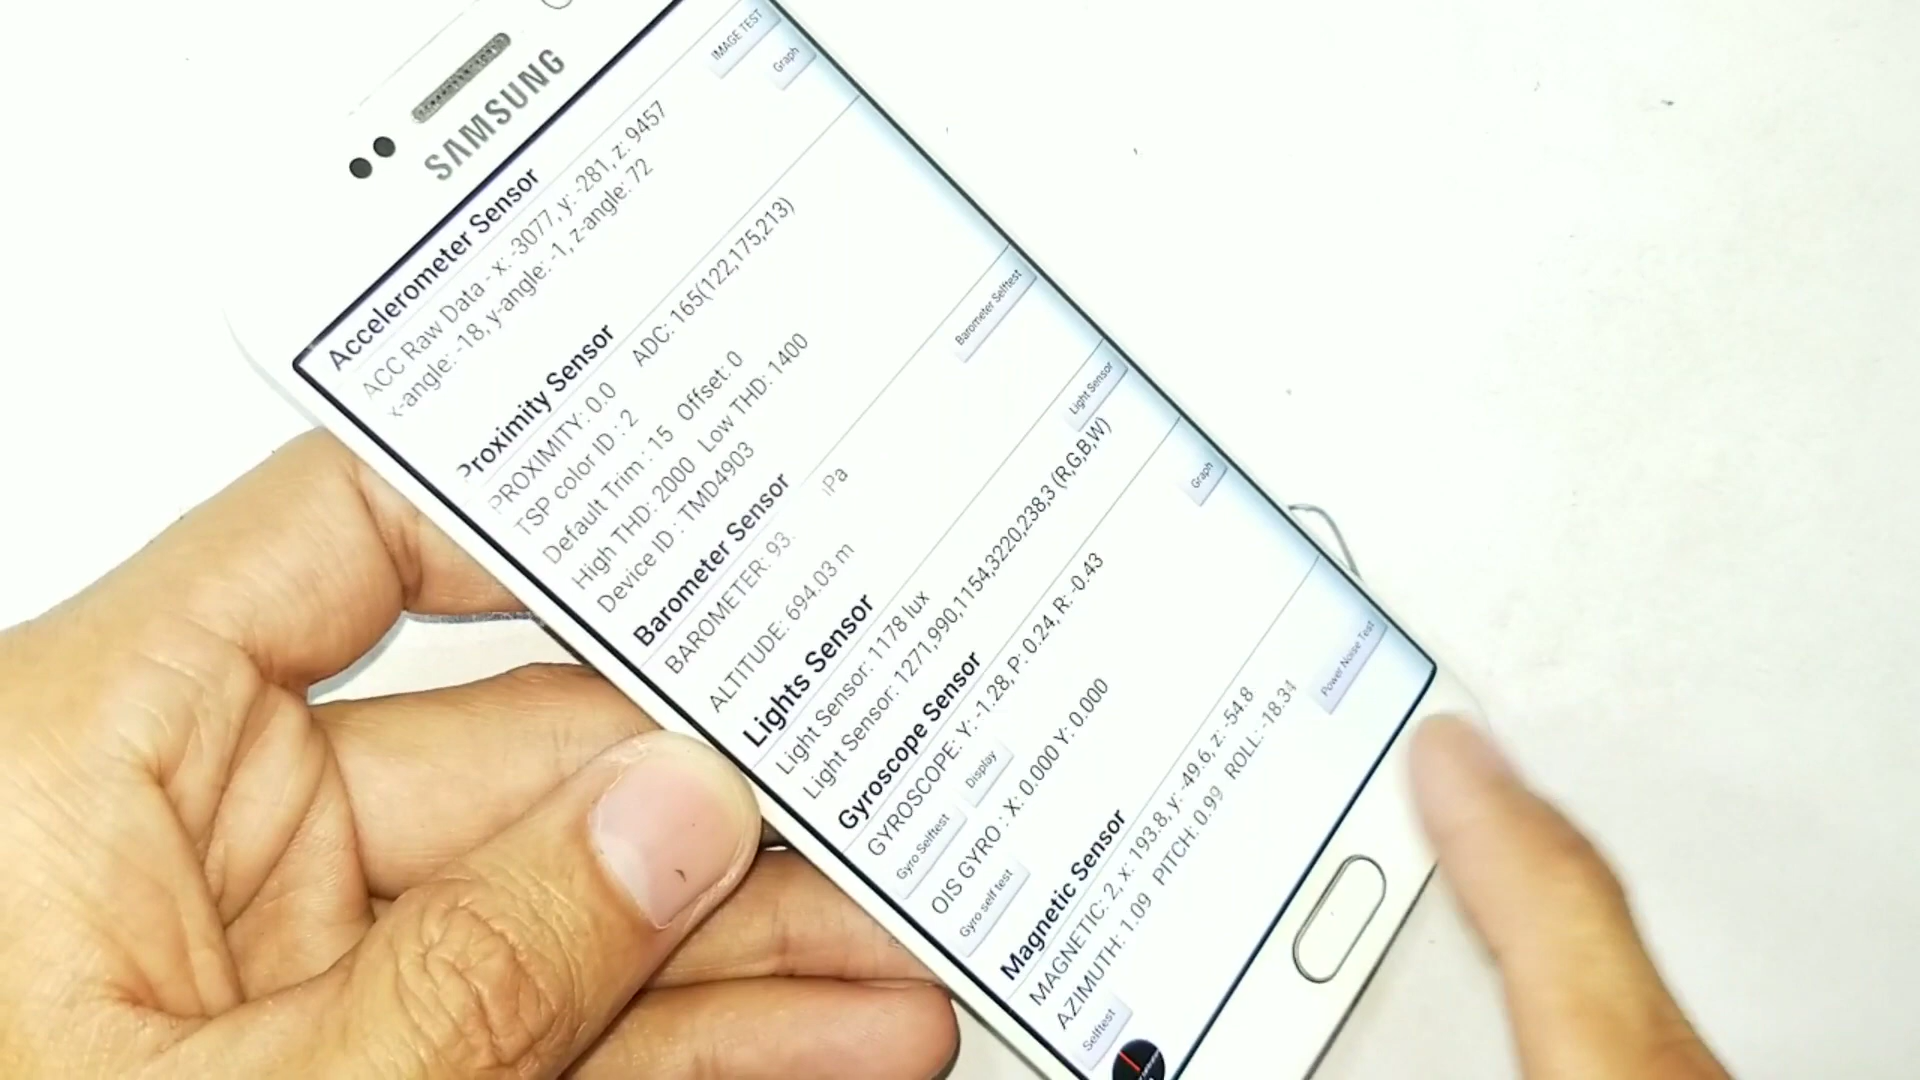 SAMSUNG
IMAGE TEST
Graph
Accelerometer Sensor
ACC Raw Data - x: -3077, y: -281, z: 9457
x-angle: -18, y-angle: -1, z-angle: 72
Proximity Sensor
PROXIMITY: 0.0 ADC: 165(122,175,213)
TSP color ID : 2
Default Trim : 15 Offset: 0
High THD: 2000 Low THD: 1400
Device ID : TMD4903
Barometer Selftest
Barometer Sensor
BAROMETER: 93.
ALTITUDE: 694.03 m
Light Sensor
Lights Sensor
Light Sensor: 1178 lux
Light Sensor: 1271,990,1154,3220,238,3 (R,G,B,W)
Graph
Gyroscope Sensor
GYROSCOPE: Y: -1.28, P: 0.24, R: -0.43
Gyro Selftest Display
OIS GYRO : X: 0.000 Y: 0.000
Gyro self test
Power Noise Test
Magnetic Sensor
MAGNETIC: 2, x: 193.8, y: -49.6, z: -54.8
AZIMUTH: 1.09 PITCH: 0.99 ROLL: -18.34
Selftest